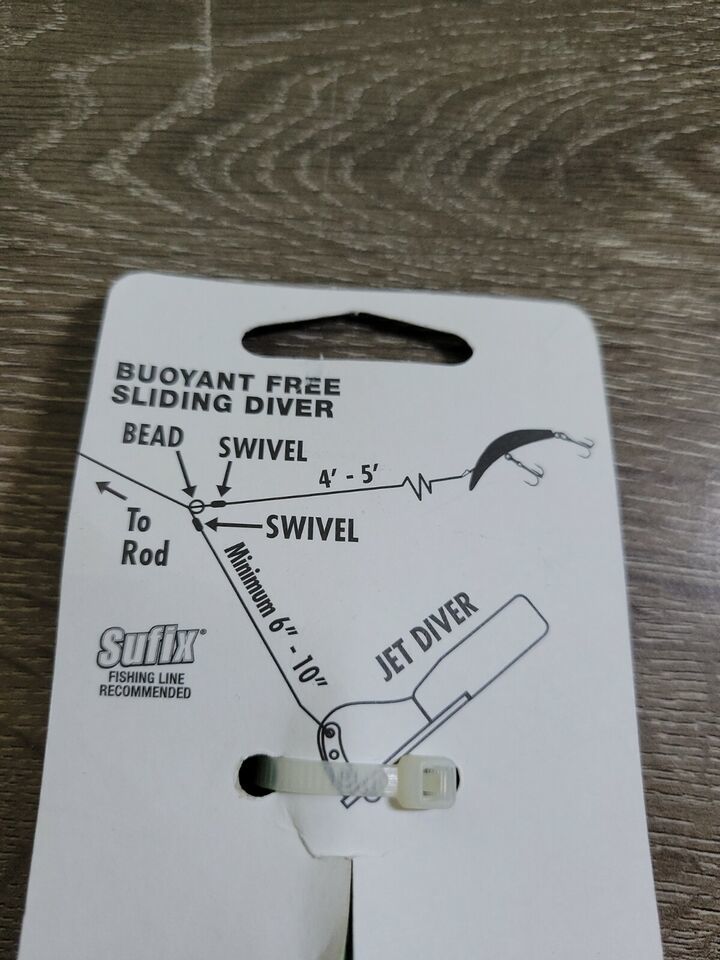 BUOYANT FREE
SLIDING DIVER
BEAD
SWIVEL
4' - 5'
To
Rod
SWIVEL
Minimum 6" - 10"
JET DIVER
Sufix®
FISHING LINE
RECOMMENDED